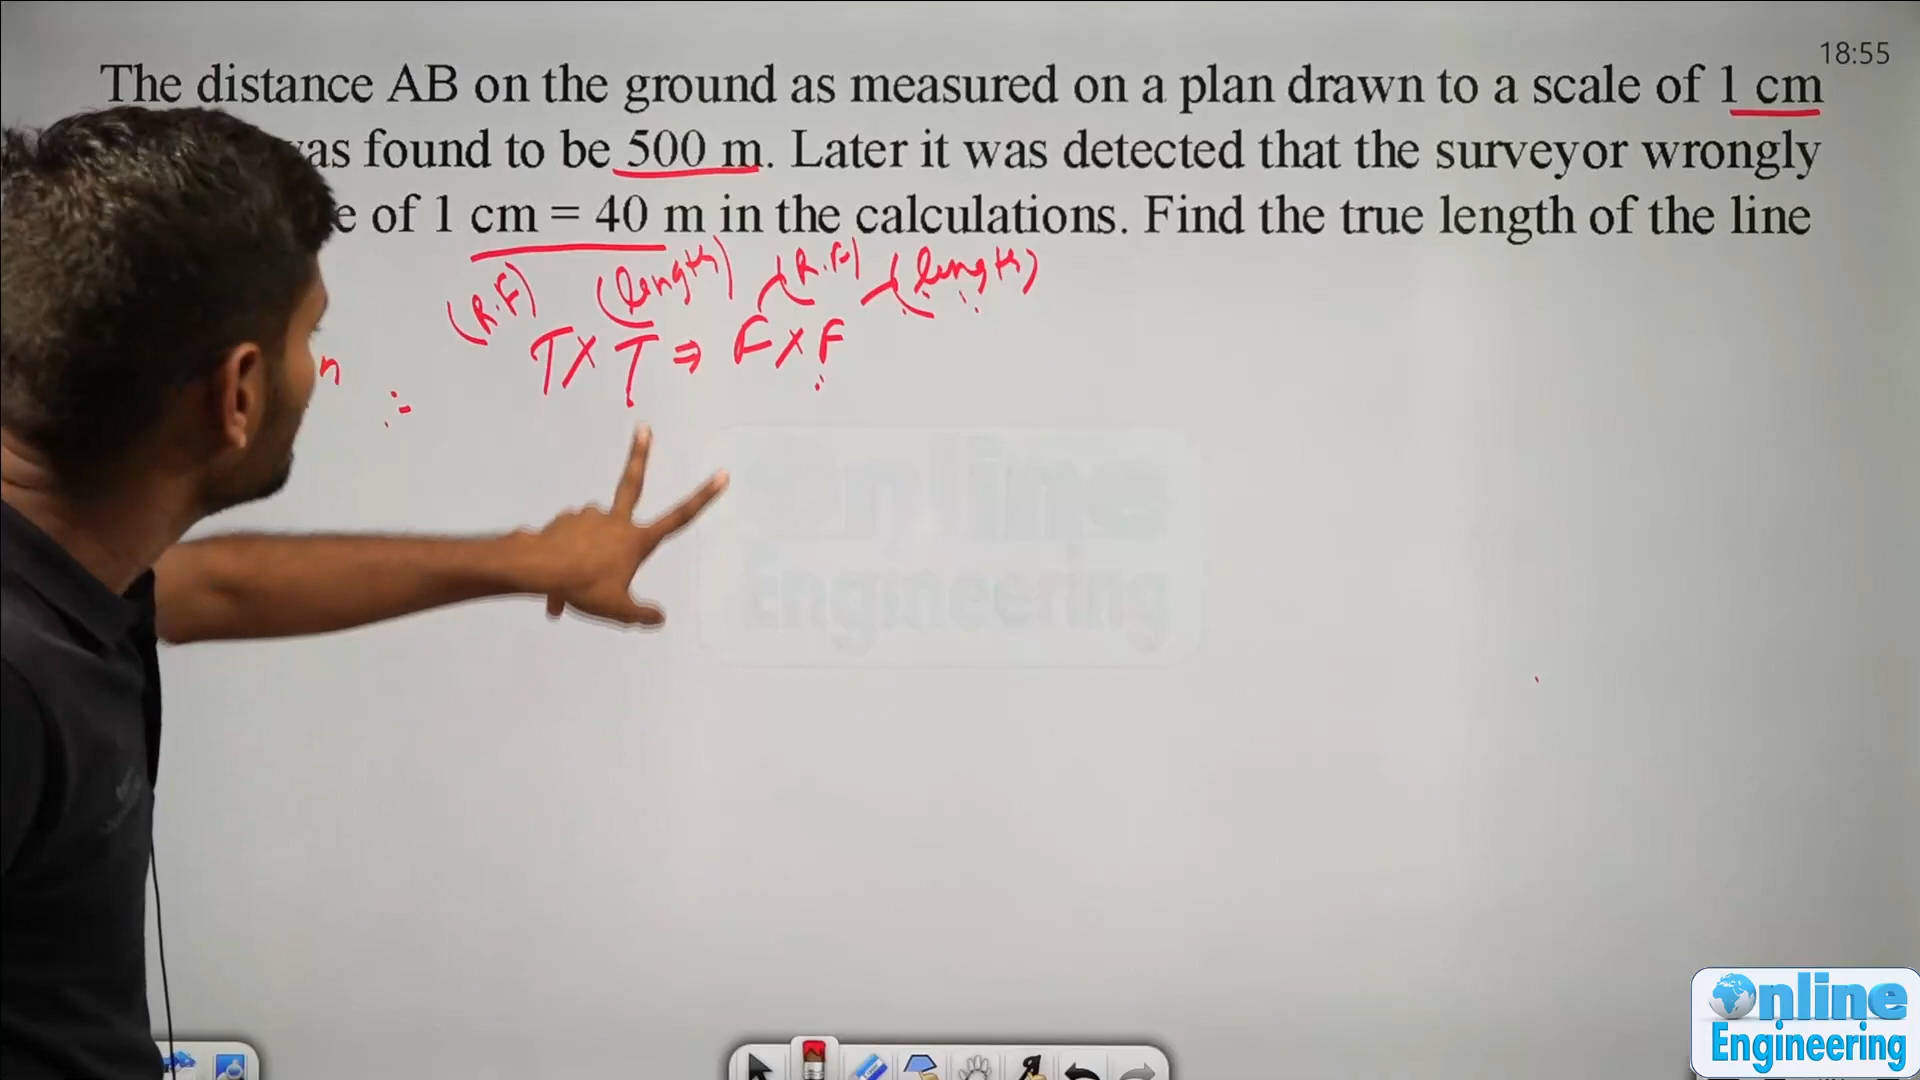 18:55
The distance AB on the ground as measured on a plan drawn to a scale of 1 cm
was found to be 500 m. Later it was detected that the surveyor wrongly
e of 1 cm = 40 m in the calculations. Find the true length of the line
(R.F) (length) (R.F) (length)
T X T ⇒ F X F
n
Online
Engineering
Online
Engineering